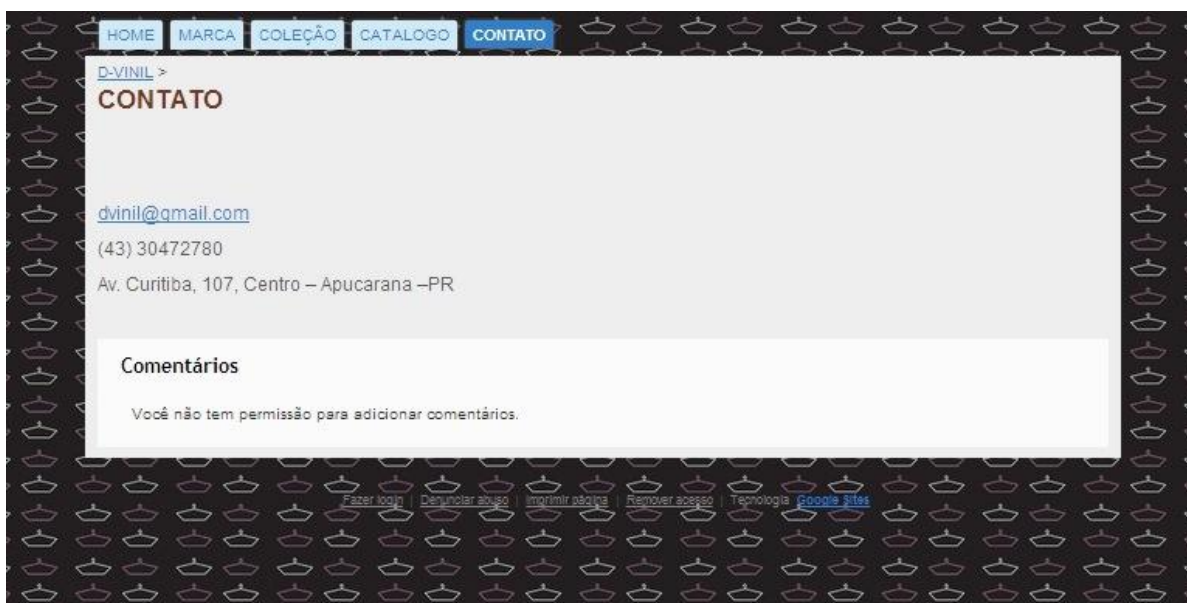 HOME MARCA COLEÇÃO CATALOGO CONTATO
D-VINIL >
CONTATO
dvinil@gmail.com
(43) 30472780
Av. Curitiba, 107, Centro – Apucarana –PR
Comentários
Você não tem permissão para adicionar comentários.
Fazer login | Denunciar abuso | Imprimir página | Remover acesso | Tecnologia Google Sites